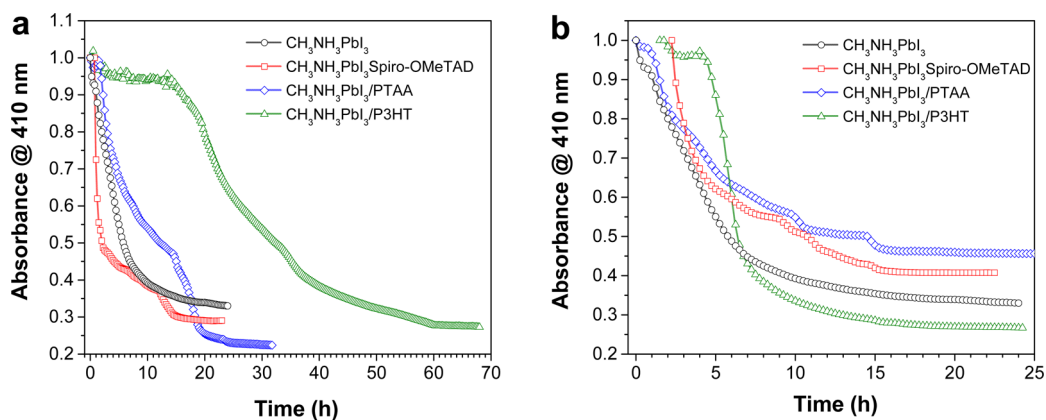 a
1.1
1.0
0.9
0.8
0.7
0.6
0.5
0.4
0.3
0.2
Absorbance @ 410 nm
CH₃NH₃PbI₃
CH₃NH₃PbI₃Spiro-OMeTAD
CH₃NH₃PbI₃/PTAA
CH₃NH₃PbI₃/P3HT
0 10 20 30 40 50 60 70
Time (h)
b
1.0
0.9
0.8
0.7
0.6
0.5
0.4
0.3
0.2
Absorbance @ 410 nm
CH₃NH₃PbI₃
CH₃NH₃PbI₃Spiro-OMeTAD
CH₃NH₃PbI₃/PTAA
CH₃NH₃PbI₃/P3HT
0 5 10 15 20 25
Time (h)